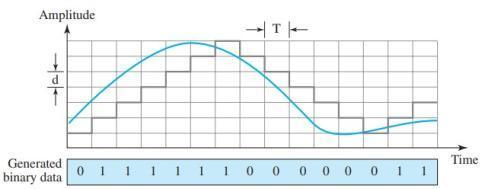 Amplitude
T
d
Time
Generated
binary data
0 1 1 1 1 1 1 0 0 0 0 0 0 1 1